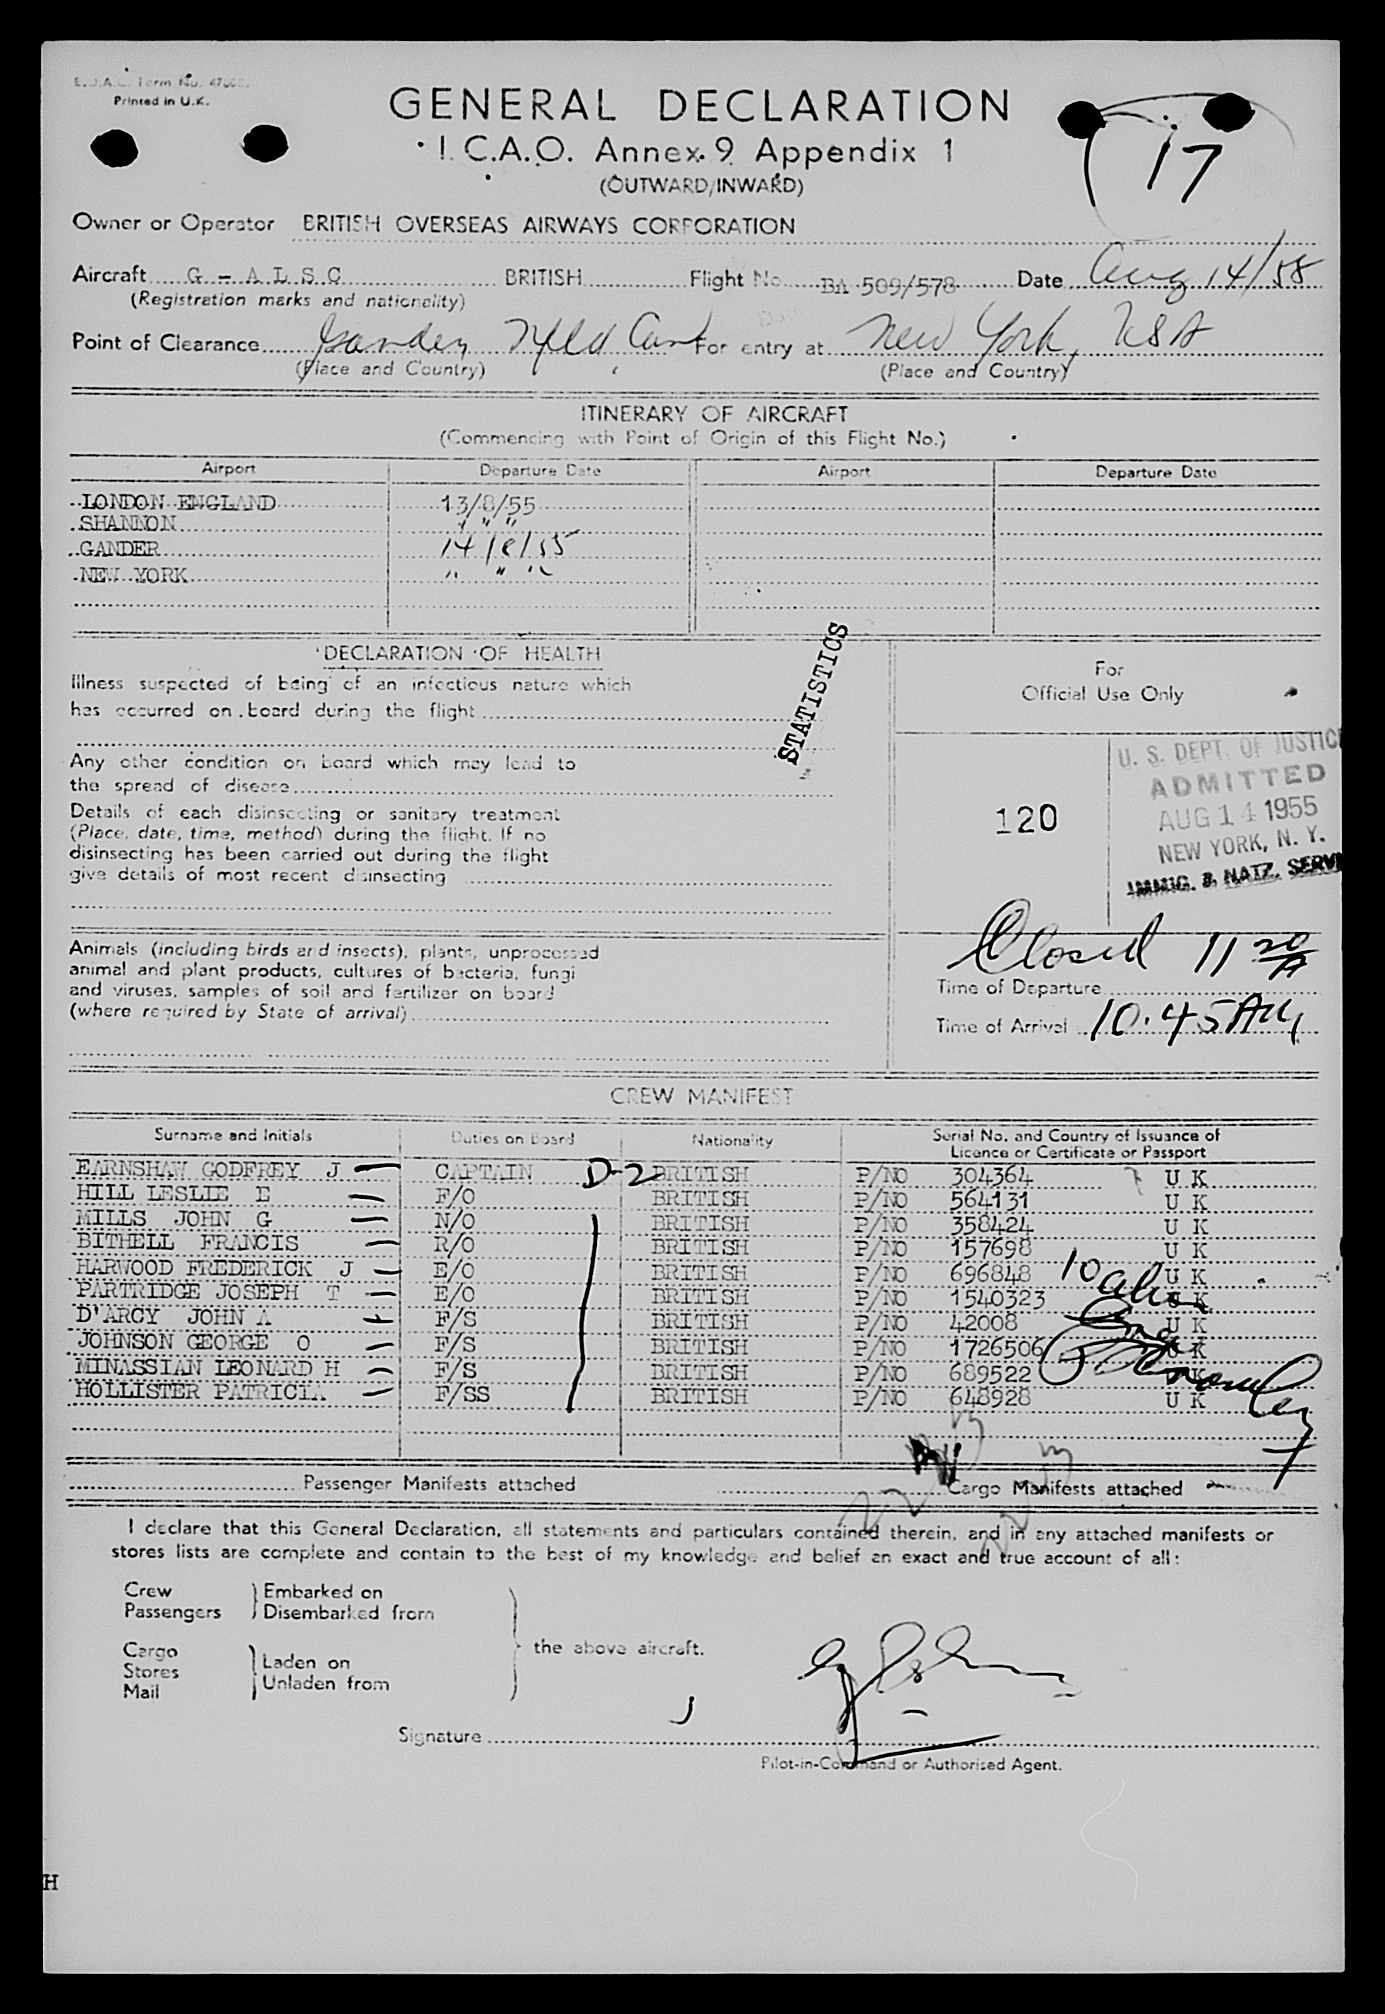 Printed in U.K.
GENERAL DECLARATION
I.C.A.O. Annex 9 Appendix 1
17
(OUTWARD/INWARD)
Owner or Operator BRITISH OVERSEAS AIRWAYS CORPORATION
Aircraft G - A L S C BRITISH Flight No. BA 509/578 Date Aug 14/55
(Registration marks and nationality)
Point of Clearance Gander Nfld Can For entry at New York, USA
(Place and Country) (Place and Country)
ITINERARY OF AIRCRAFT
(Commencing with Point of Origin of this Flight No.)
Airport Departure Date Airport Departure Date
LONDON ENGLAND 13/8/55
SHANNON " " "
GANDER 14/8/55
NEW YORK " " "
DECLARATION OF HEALTH
STATISTICS
For
Official Use Only
Illness suspected of being of an infectious nature which
has occurred on board during the flight
Any other condition on board which may lead to
the spread of disease
Details of each disinsecting or sanitary treatment
(Place, date, time, method) during the flight. If no
disinsecting has been carried out during the flight
give details of most recent disinsecting
120
U. S. DEPT. OF JUSTICE
ADMITTED
AUG 14 1955
NEW YORK, N. Y.
IMMIG. & NATZ. SERV
Animals (including birds and insects), plants, unprocessed
animal and plant products, cultures of bacteria, fungi
and viruses, samples of soil and fertilizer on board
(where required by State of arrival)
Closed 11 20/A
Time of Departure
Time of Arrival 10.45 AM
CREW MANIFEST
Surname and Initials Duties on Board Nationality Serial No. and Country of Issuance of
Licence or Certificate or Passport
EARNSHAW GODFREY J CAPTAIN D-2 BRITISH P/NO 304364 U K
HILL LESLIE E F/O BRITISH P/NO 564131 U K
MILLS JOHN G N/O BRITISH P/NO 358424 U K
BITHELL FRANCIS R/O BRITISH P/NO 157698 U K
HARWOOD FREDERICK J E/O BRITISH P/NO 696848 U K
PARTRIDGE JOSEPH T E/O BRITISH P/NO 1540323 U K
D'ARCY JOHN A F/S BRITISH P/NO 42008 U K
JOHNSON GEORGE O F/S BRITISH P/NO 1726506 U K
MINASSIAN LEONARD H F/S BRITISH P/NO 689522 U K
HOLLISTER PATRICIA F/SS BRITISH P/NO 648928 U K
10
Passenger Manifests attached Cargo Manifests attached
I declare that this General Declaration, all statements and particulars contained therein, and in any attached manifests or
stores lists are complete and contain to the best of my knowledge and belief an exact and true account of all:
Crew Embarked on
Passengers Disembarked from
the above aircraft.
Cargo
Stores Laden on
Mail Unladen from
Signature
Pilot-in-Command or Authorised Agent.
H